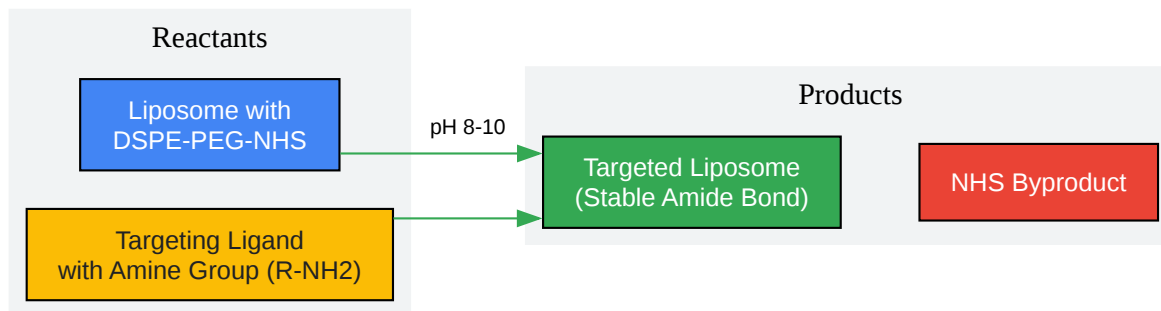 Reactants
Liposome with
DSPE-PEG-NHS
Targeting Ligand
with Amine Group (R-NH2)
pH 8-10
Products
Targeted Liposome
(Stable Amide Bond)
NHS Byproduct